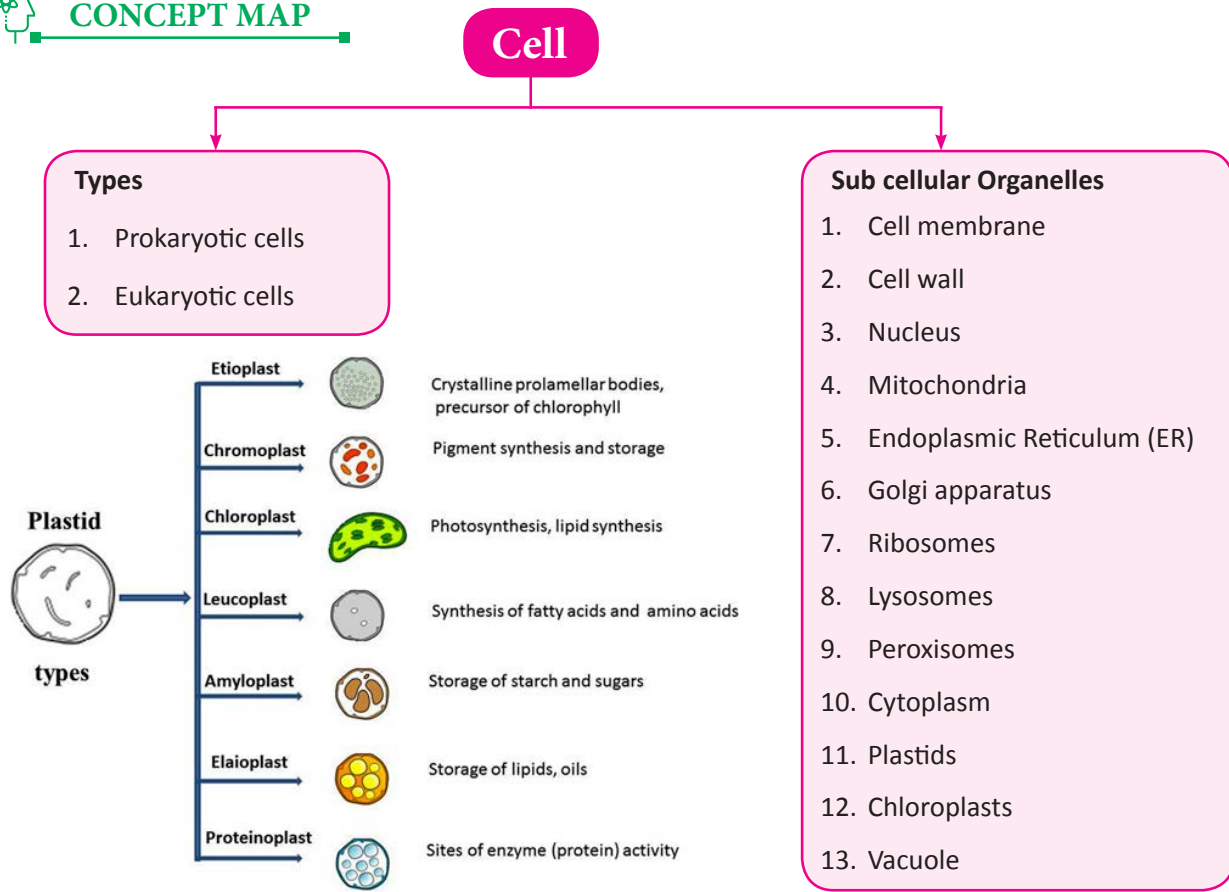 CONCEPT MAP
Cell
Types
1. Prokaryotic cells
2. Eukaryotic cells
Sub cellular Organelles
1. Cell membrane
2. Cell wall
3. Nucleus
4. Mitochondria
5. Endoplasmic Reticulum (ER)
6. Golgi apparatus
7. Ribosomes
8. Lysosomes
9. Peroxisomes
10. Cytoplasm
11. Plastids
12. Chloroplasts
13. Vacuole
Plastid
types
Etioplast
Crystalline prolamellar bodies,
precursor of chlorophyll
Chromoplast
Pigment synthesis and storage
Chloroplast
Photosynthesis, lipid synthesis
Leucoplast
Synthesis of fatty acids and amino acids
Amyloplast
Storage of starch and sugars
Elaioplast
Storage of lipids, oils
Proteinoplast
Sites of enzyme (protein) activity